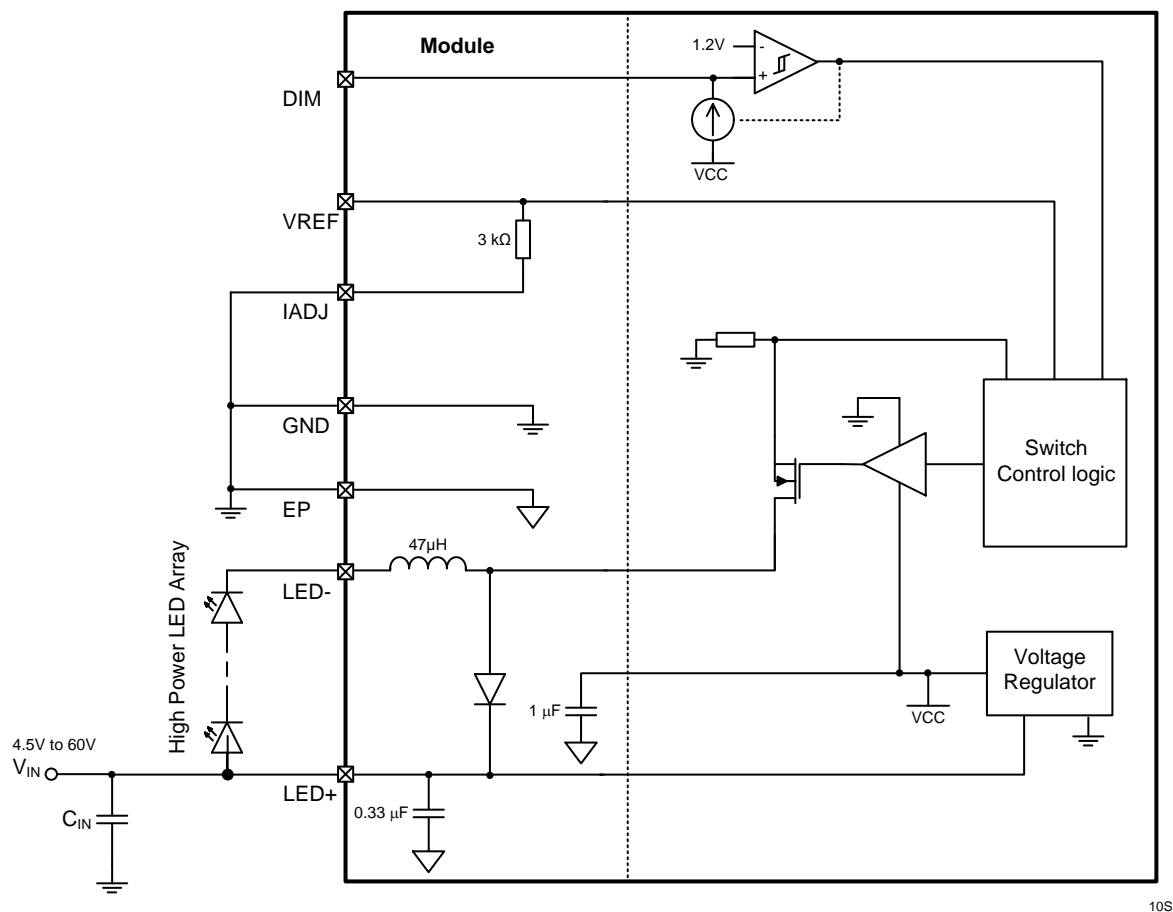 Module
1.2V
-
+
DIM
VCC
VREF
3 kΩ
IADJ
GND
Switch
Control logic
EP
47µH
LED-
High Power LED Array
Voltage
Regulator
1 µF
VCC
4.5V to 60V
VIN
LED+
0.33 µF
CIN
10S